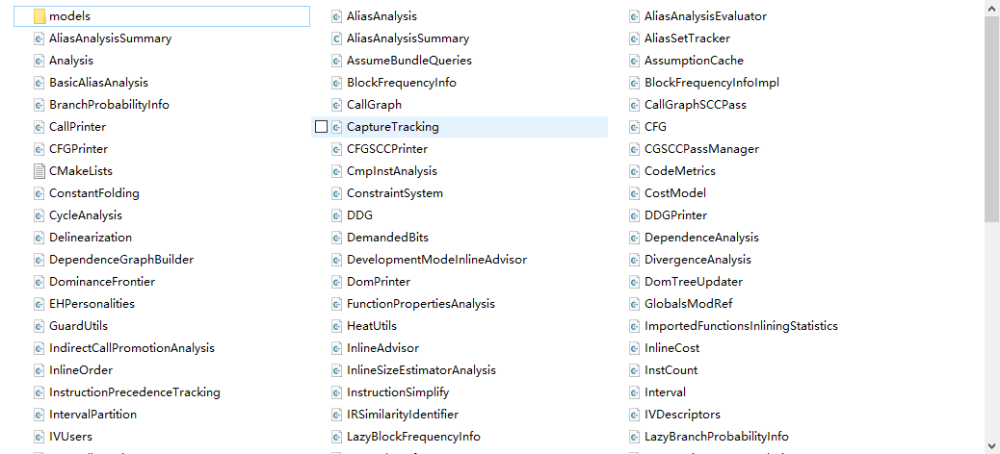 models AliasAnalysis AliasAnalysisEvaluator
AliasAnalysisSummary AliasAnalysisSummary AliasSetTracker
Analysis AssumeBundleQueries AssumptionCache
BasicAliasAnalysis BlockFrequencyInfo BlockFrequencyInfoImpl
BranchProbabilityInfo CallGraph CallGraphSCCPass
CallPrinter CaptureTracking CFG
CFGPrinter CFGSCCPrinter CGSCCPassManager
CMakeLists CmpInstAnalysis CodeMetrics
ConstantFolding ConstraintSystem CostModel
CycleAnalysis DDG DDGPrinter
Delinearization DemandedBits DependenceAnalysis
DependenceGraphBuilder DevelopmentModeInlineAdvisor DivergenceAnalysis
DominanceFrontier DomPrinter DomTreeUpdater
EHPersonalities FunctionPropertiesAnalysis GlobalsModRef
GuardUtils HeatUtils ImportedFunctionsInliningStatistics
IndirectCallPromotionAnalysis InlineAdvisor InlineCost
InlineOrder InlineSizeEstimatorAnalysis InstCount
InstructionPrecedenceTracking InstructionSimplify Interval
IntervalPartition IRSimilarityIdentifier IVDescriptors
IVUsers LazyBlockFrequencyInfo LazyBranchProbabilityInfo